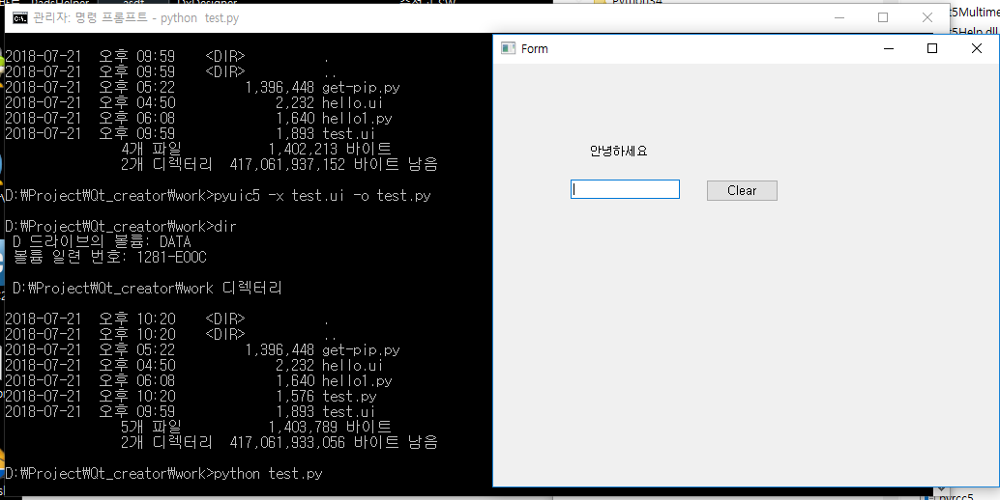 관리자: 명령 프롬프트 - python  test.py
2018-07-21  오후 09:59    <DIR>          .
2018-07-21  오후 09:59    <DIR>          ..
2018-07-21  오후 05:22         1,396,448 get-pip.py
2018-07-21  오후 04:50             2,232 hello.ui
2018-07-21  오후 06:08             1,640 hello1.py
2018-07-21  오후 09:59             1,893 test.ui
4개 파일           1,402,213 바이트
2개 디렉터리  417,061,937,152 바이트 남음
D:\Project\Qt_creator\work>pyuic5 -x test.ui -o test.py
D:\Project\Qt_creator\work>dir
D 드라이브의 볼륨: DATA
볼륨 일련 번호: 1281-E00C
D:\Project\Qt_creator\work 디렉터리
2018-07-21  오후 10:20    <DIR>          .
2018-07-21  오후 10:20    <DIR>          ..
2018-07-21  오후 05:22         1,396,448 get-pip.py
2018-07-21  오후 04:50             2,232 hello.ui
2018-07-21  오후 06:08             1,640 hello1.py
2018-07-21  오후 10:20             1,576 test.py
2018-07-21  오후 09:59             1,893 test.ui
5개 파일           1,403,789 바이트
2개 디렉터리  417,061,933,056 바이트 남음
D:\Project\Qt_creator\work>python test.py
Form
안녕하세요
Clear
t5Multime
t5Help.dll
pyrcc5